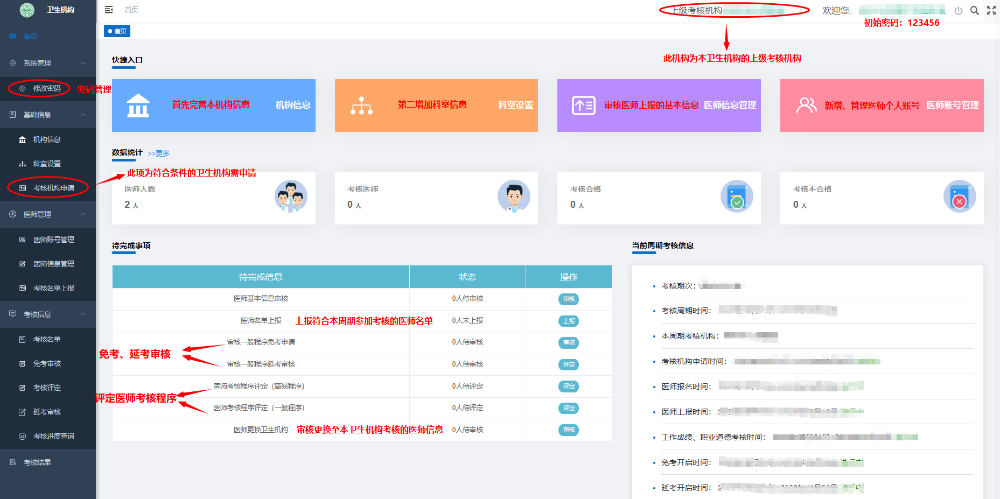 卫生机构
首页
上级考核机构
欢迎您,
初始密码：123456
首页
首页
此机构为本卫生机构的上级考核机构
快捷入口
系统管理
修改密码
密码管理
首先完善本机构信息 机构信息
第二增加科室信息 科室设置
审核医师上报的基本信息 医师信息管理
新增、管理医师个人账号 医师账号管理
基础信息
机构信息
科室设置
考核机构申请
数据统计 >>更多
此项为符合条件的卫生机构需申请
医师人数
2 人
考核医师
0 人
考核合格
0 人
考核不合格
0 人
医师管理
医师账号管理
医师信息管理
考核名单上报
考核信息
考核名单
免考审核
考核评定
延考审核
考核进度查询
考核结果
待完成事项
待完成信息 状态 操作
医师基本信息审核 0人待审核 审核
医师名单上报 上报符合本周期参加考核的医师名单 0人未上报 上报
审核一般程序免考申请 0人待审核 审核
免考、延考审核
审核一般程序延考审核 0人待审核 评定
医师考核程序评定（简易程序） 0人待评定 评定
评定医师考核程序
医师考核程序评定（一般程序） 0人待评定 评定
医师更换卫生机构 审核更换至本卫生机构考核的医师信息 0人待审核 审核
当前周期考核信息
考核期次：
考核周期时间：
本周期考核机构：
考核机构申请时间：
医师报名时间：
医师上报时间：
工作成绩、职业道德考核时间：
免考开启时间：
延考开启时间：